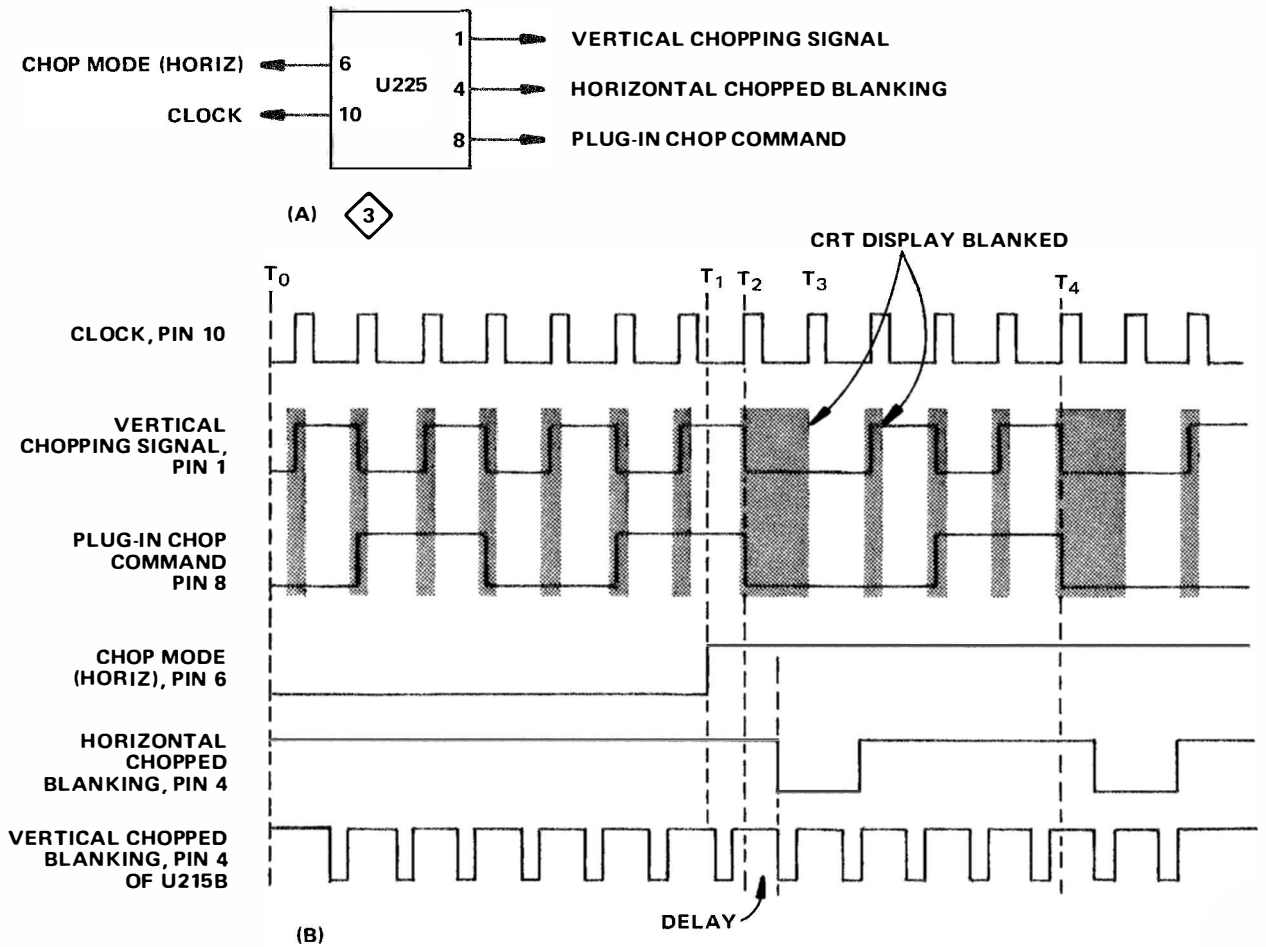 1 VERTICAL CHOPPING SIGNAL
CHOP MODE (HORIZ) 6
U225 4 HORIZONTAL CHOPPED BLANKING
CLOCK 10
8 PLUG-IN CHOP COMMAND
(A) 3
CRT DISPLAY BLANKED
T0 T1 T2 T3 T4
CLOCK, PIN 10
VERTICAL
CHOPPING SIGNAL,
PIN 1
PLUG-IN CHOP
COMMAND
PIN 8
CHOP MODE
(HORIZ), PIN 6
HORIZONTAL
CHOPPED
BLANKING, PIN 4
VERTICAL CHOPPED
BLANKING, PIN 4
OF U215B
DELAY
(B)